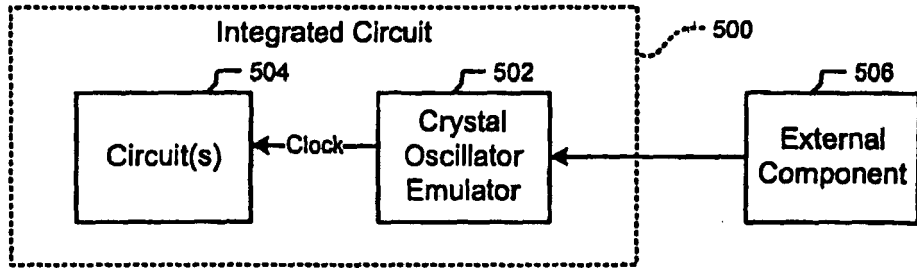 Integrated Circuit
500
504
502
506
Circuit(s)
Clock
Crystal
Oscillator
Emulator
External
Component